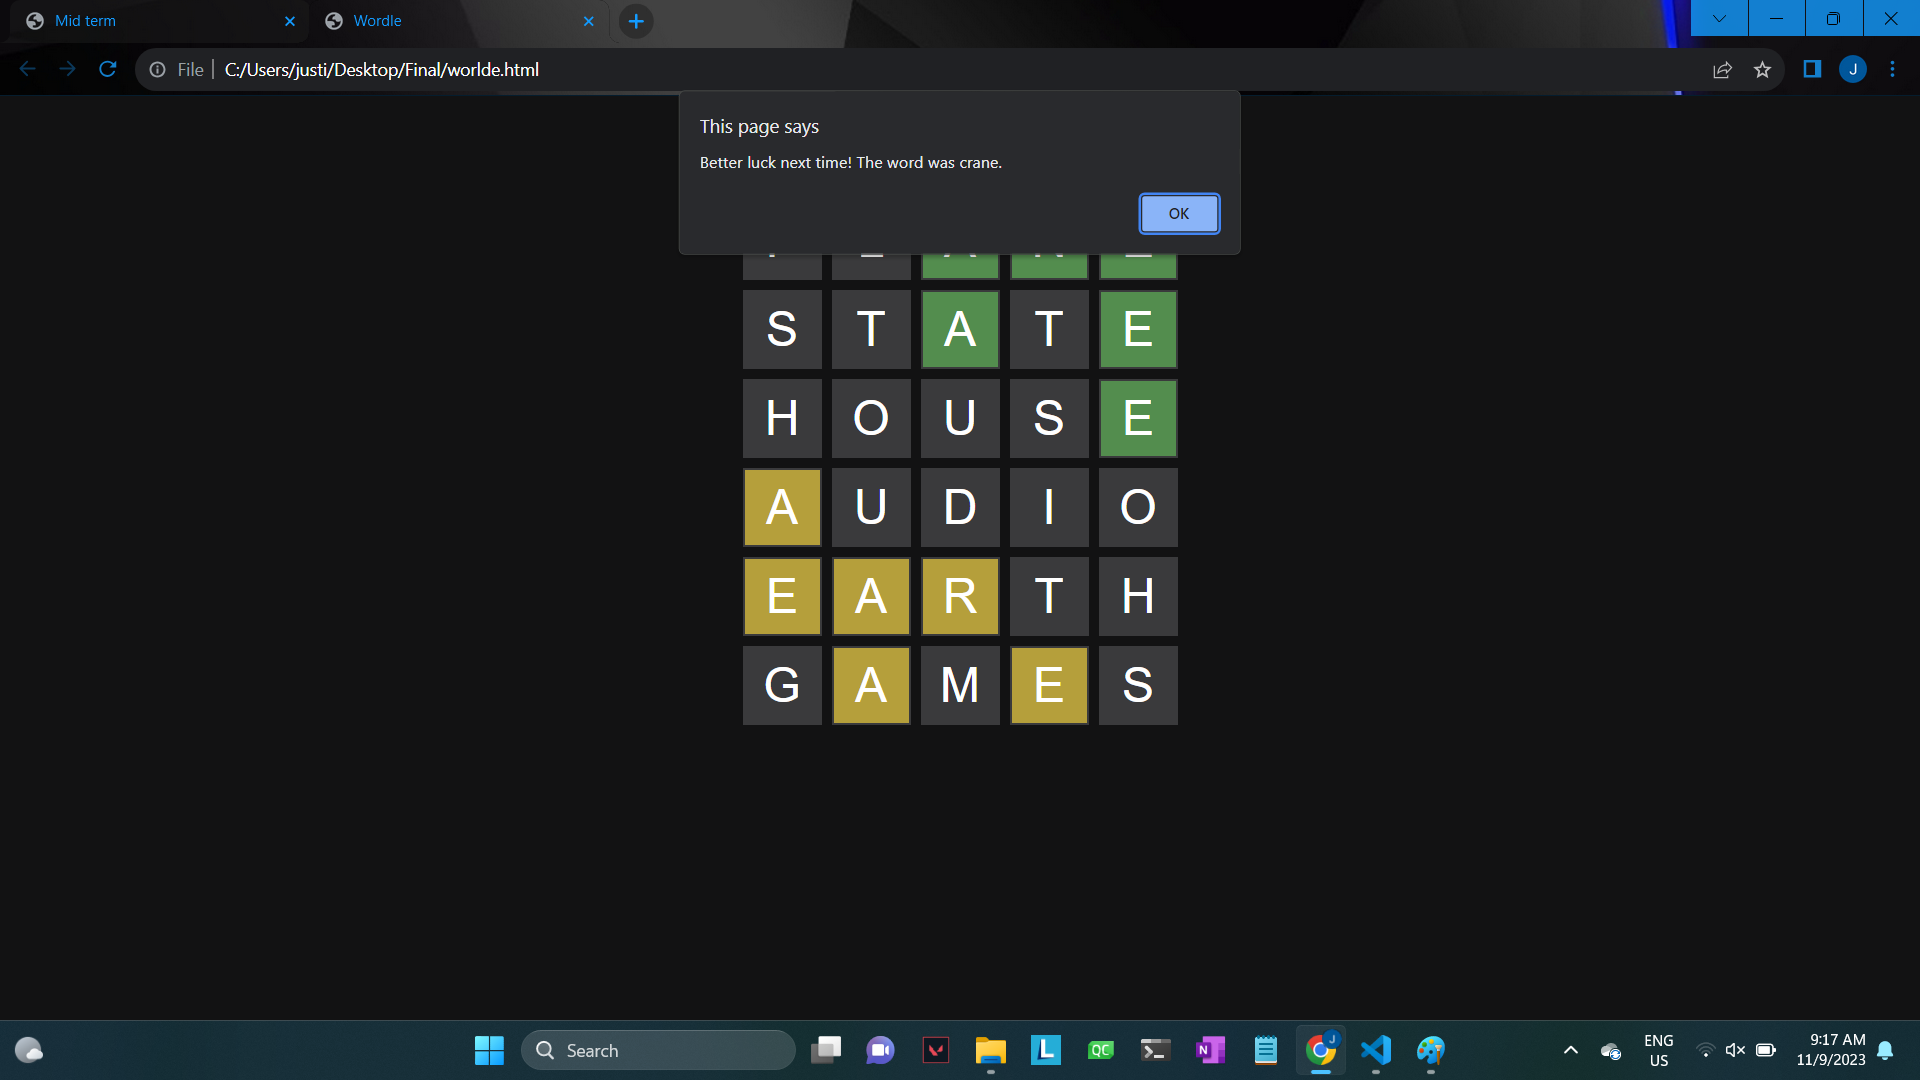 Mid term
Wordle
File
C:/Users/justi/Desktop/Final/worlde.html
J
This page says
Better luck next time! The word was crane.
OK
S T A T E
H O U S E
A U D I O
E A R T H
G A M E S
Search
L
QC
N
J
ENG
US
9:17 AM
11/9/2023